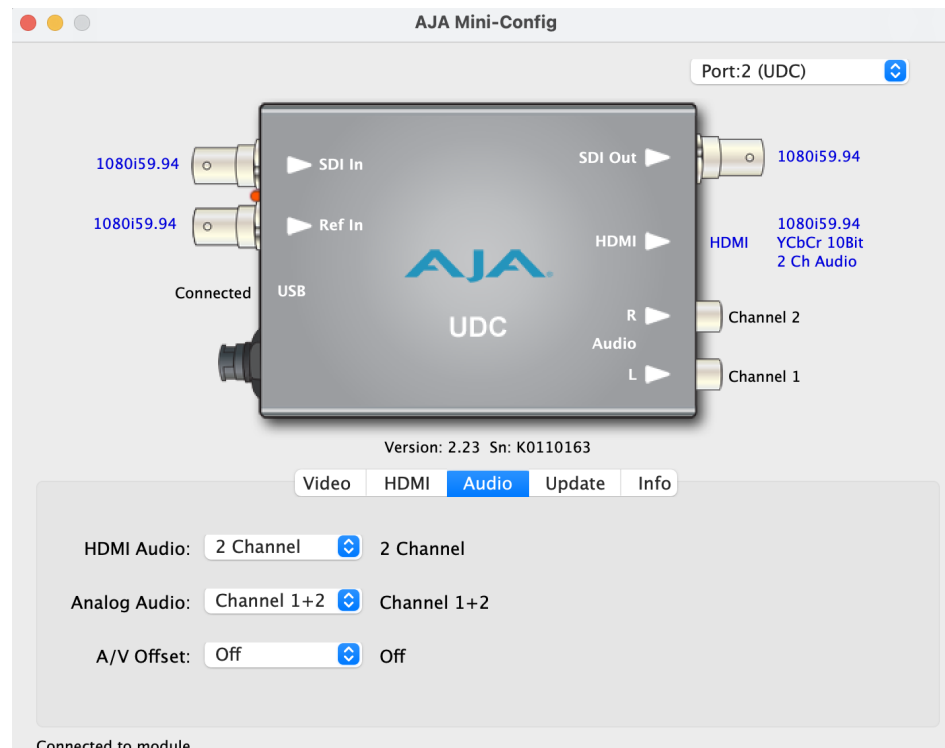 AJA Mini-Config
Port:2 (UDC)
1080i59.94
SDI In
SDI Out
1080i59.94
1080i59.94
Ref In
HDMI
HDMI
1080i59.94
YCbCr 10Bit
2 Ch Audio
AJA
Connected
USB
UDC
R
Channel 2
Audio
L
Channel 1
Version: 2.23 Sn: K0110163
Video HDMI Audio Update Info
HDMI Audio: 2 Channel 2 Channel
Analog Audio: Channel 1+2 Channel 1+2
A/V Offset: Off Off
Connected to module